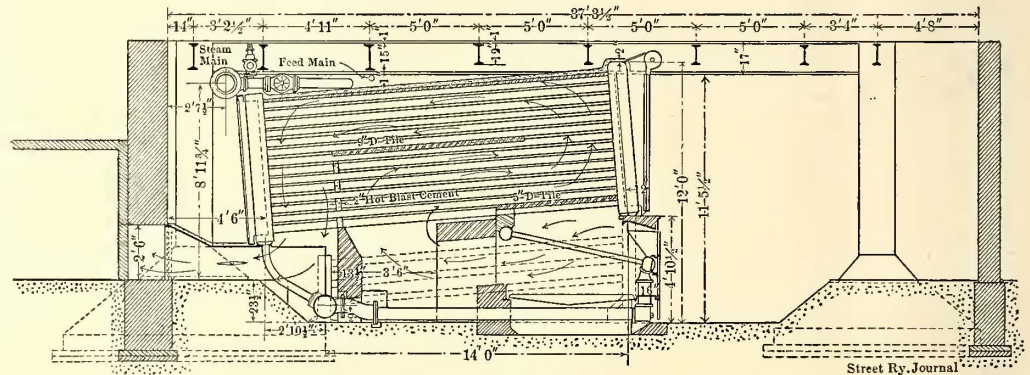 37'-3½"
14" 3'-2½" 4'-11" 5'-0" 5'-0" 5'-0" 5'-0" 3'-4" 4'-8"
Steam
Main
Feed Main
15"
12"
2"
17"
2'-7½"
8'11¾"
9" D-Tile
2" Hot Blast Cement
5" D-Tile
12'-0"
11'-5½"
4'6"
2'-6"
3'-6"
4'-10½"
16"
14'0"
Street Ry. Journal